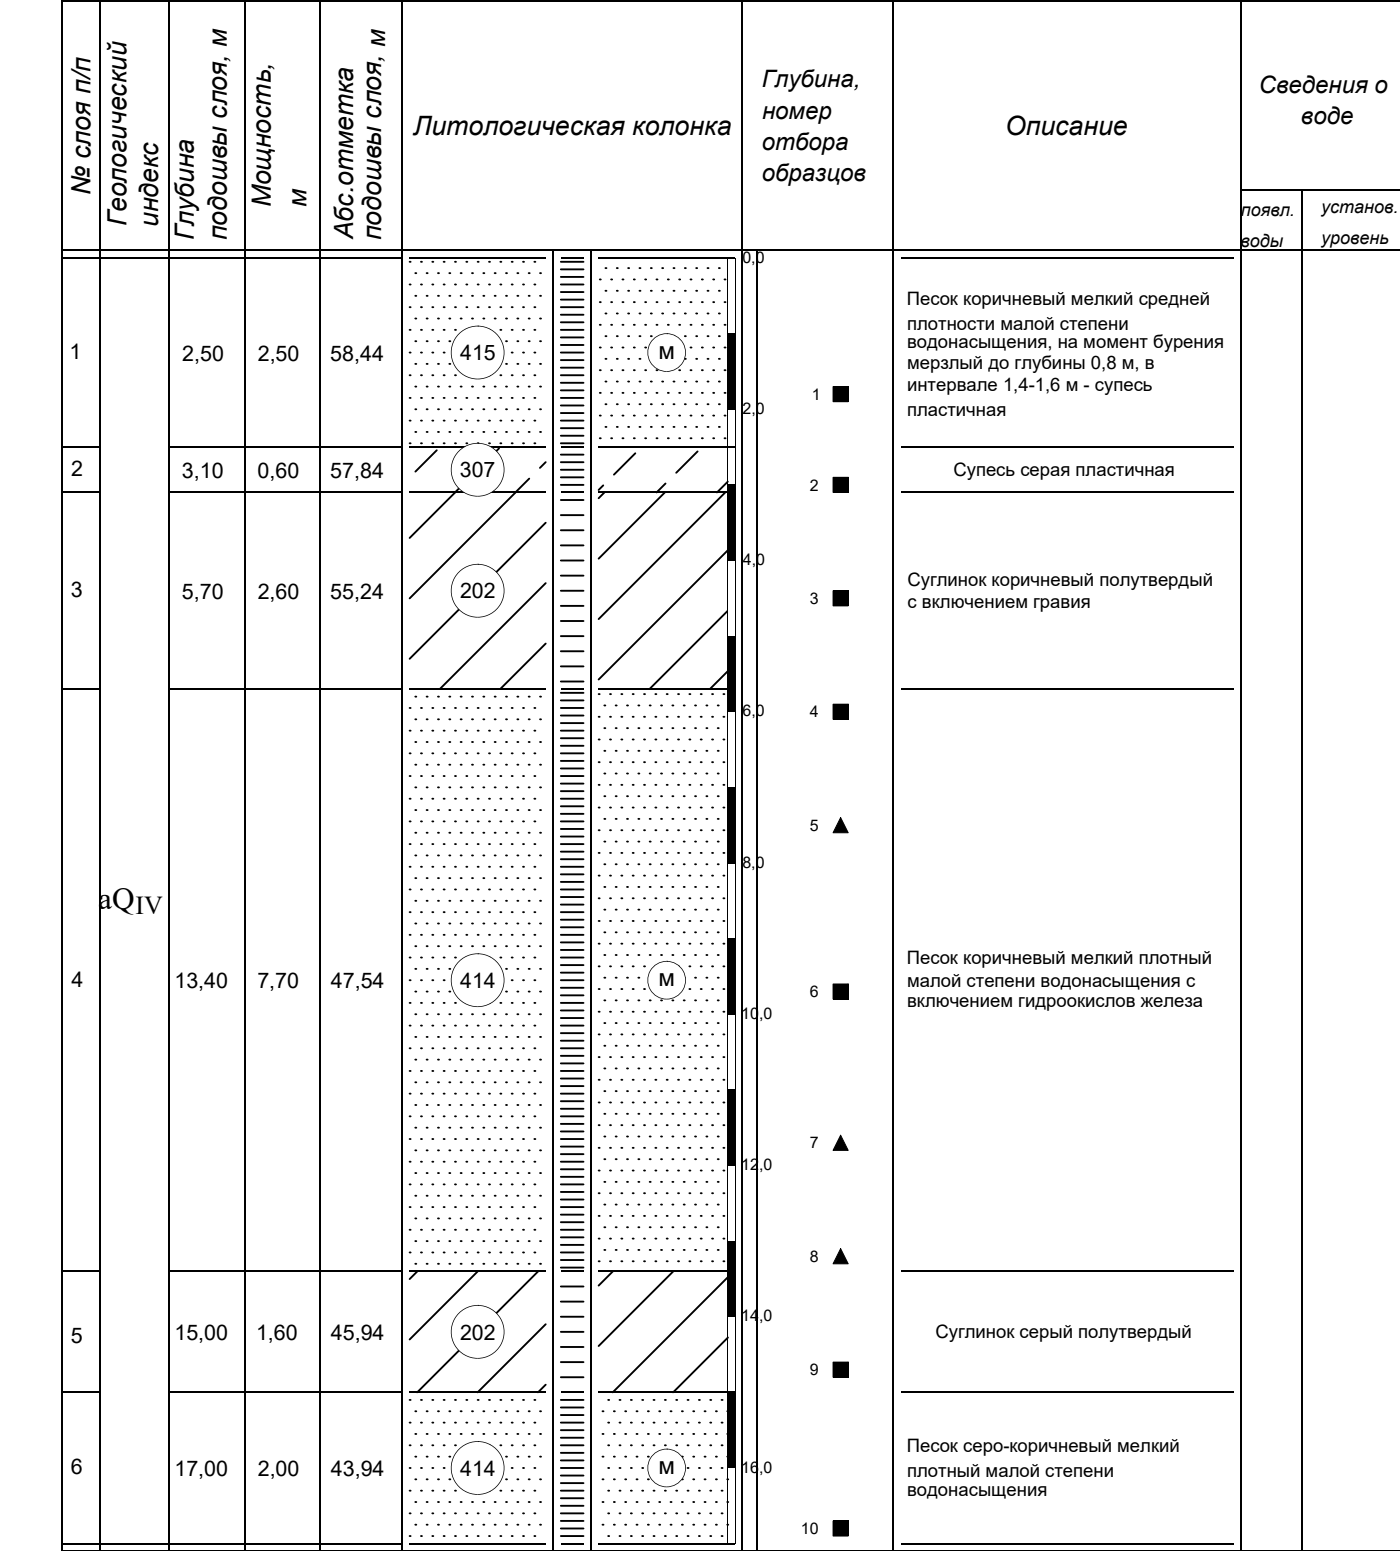 № слоя п/п
Геологический
индекс
Глубина
подошвы слоя, м
Мощность,
м
Абс.отметка
подошвы слоя, м
Литологическая колонка
Глубина,
номер
отбора
образцов
Описание
Сведения о
воде
появл.
воды
установ.
уровень
0,0
1
2,50
2,50
58,44
415
М
Песок коричневый мелкий средней
плотности малой степени
водонасыщения, на момент бурения
мерзлый до глубины 0,8 м, в
интервале 1,4-1,6 м - супесь
пластичная
1
2,0
2
3,10
0,60
57,84
307
Супесь серая пластичная
2
4,0
3
5,70
2,60
55,24
202
3
Суглинок коричневый полутвердый
с включением гравия
6,0
4
5
8,0
aQIV
4
13,40
7,70
47,54
414
М
6
Песок коричневый мелкий плотный
малой степени водонасыщения с
включением гидроокислов железа
10,0
7
12,0
8
14,0
5
15,00
1,60
45,94
202
Суглинок серый полутвердый
9
6
17,00
2,00
43,94
414
М
16,0
Песок серо-коричневый мелкий
плотный малой степени
водонасыщения
10